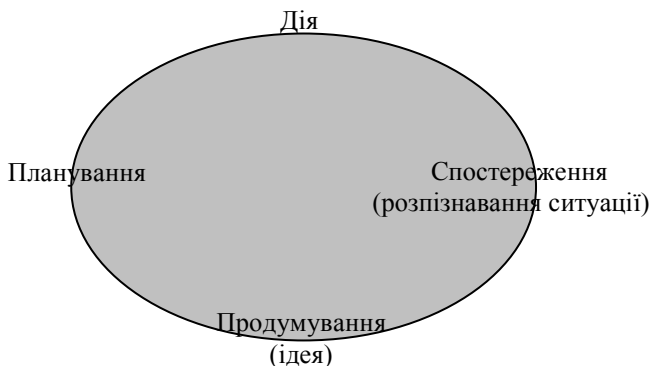 Дія
Планування
Спостереження
(розпізнавання ситуації)
Продумування
(ідея)